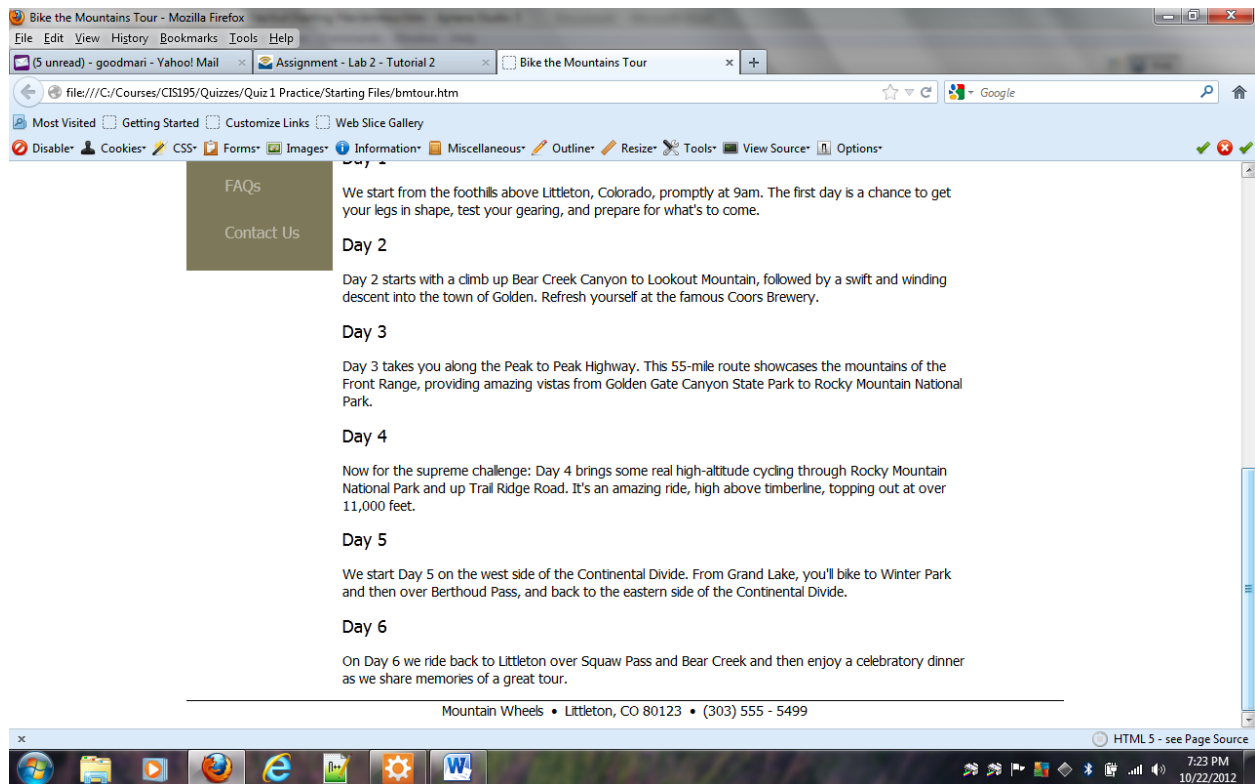 Bike the Mountains Tour - Mozilla Firefox
File Edit View History Bookmarks Tools Help
(5 unread) - goodmari - Yahoo! Mail × Assignment - Lab 2 - Tutorial 2 × Bike the Mountains Tour × +
file:///C:/Courses/CIS195/Quizzes/Quiz 1 Practice/Starting Files/bmtour.htm Google
Most Visited Getting Started Customize Links Web Slice Gallery
Disable Cookies CSS Forms Images Information Miscellaneous Outline Resize Tools View Source Options
Day 1
FAQs
Contact Us
We start from the foothills above Littleton, Colorado, promptly at 9am. The first day is a chance to get
your legs in shape, test your gearing, and prepare for what's to come.
Day 2
Day 2 starts with a climb up Bear Creek Canyon to Lookout Mountain, followed by a swift and winding
descent into the town of Golden. Refresh yourself at the famous Coors Brewery.
Day 3
Day 3 takes you along the Peak to Peak Highway. This 55-mile route showcases the mountains of the
Front Range, providing amazing vistas from Golden Gate Canyon State Park to Rocky Mountain National
Park.
Day 4
Now for the supreme challenge: Day 4 brings some real high-altitude cycling through Rocky Mountain
National Park and up Trail Ridge Road. It's an amazing ride, high above timberline, topping out at over
11,000 feet.
Day 5
We start Day 5 on the west side of the Continental Divide. From Grand Lake, you'll bike to Winter Park
and then over Berthoud Pass, and back to the eastern side of the Continental Divide.
Day 6
On Day 6 we ride back to Littleton over Squaw Pass and Bear Creek and then enjoy a celebratory dinner
as we share memories of a great tour.
Mountain Wheels • Littleton, CO 80123 • (303) 555 - 5499
× HTML 5 - see Page Source
7:23 PM
10/22/2012